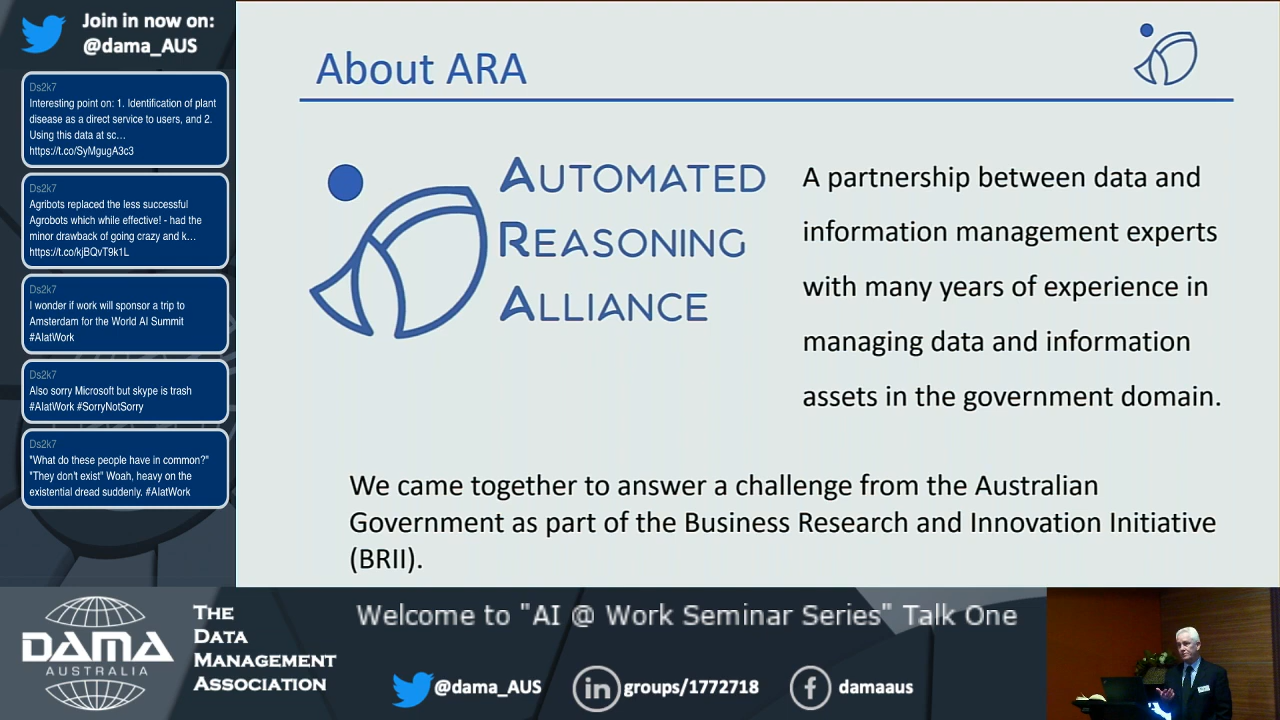 Join in now on:
@dama_AUS
Ds2k7
Interesting point on: 1. Identification of plant
disease as a direct service to users, and 2.
Using this data at sc…
https://t.co/SyMgugA3c3
Ds2k7
Agribots replaced the less successful
Agrobots which while effective! - had the
minor drawback of going crazy and k…
https://t.co/kjBQvT9k1L
Ds2k7
I wonder if work will sponsor a trip to
Amsterdam for the World AI Summit
#AIatWork
Ds2k7
Also sorry Microsoft but skype is trash
#AIatWork #SorryNotSorry
Ds2k7
"What do these people have in common?"
"They don't exist" Woah, heavy on the
existential dread suddenly. #AIatWork
About ARA
AUTOMATED
REASONING
ALLIANCE
A partnership between data and
information management experts
with many years of experience in
managing data and information
assets in the government domain.
We came together to answer a challenge from the Australian
Government as part of the Business Research and Innovation Initiative
(BRII).
DAMA
AUSTRALIA
THE
DATA
MANAGEMENT
ASSOCIATION
Welcome to "AI @ Work Seminar Series" Talk One
@dama_AUS
in groups/1772718
f damaaus